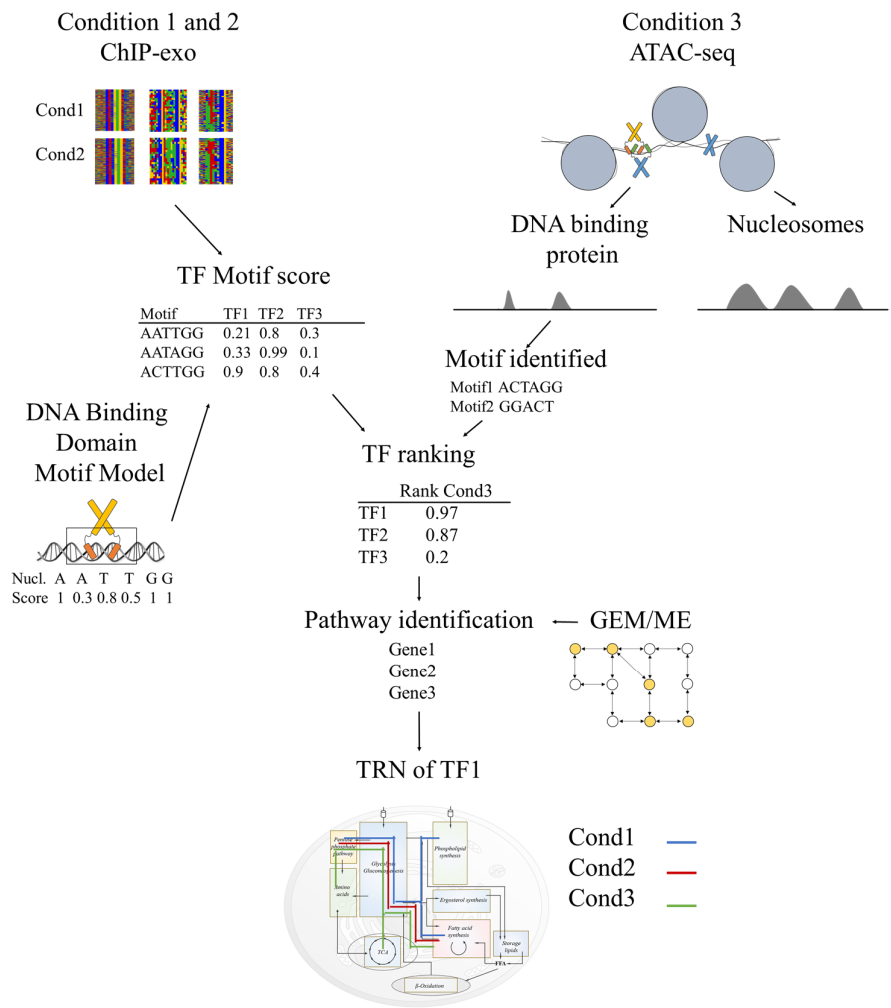 Condition 1 and 2
ChIP-exo
Cond1
Cond2
Condition 3
ATAC-seq
DNA binding
protein
Nucleosomes
TF Motif score
Motif TF1 TF2 TF3
AATTGG 0.21 0.8 0.3
AATAGG 0.33 0.99 0.1
ACTTGG 0.9 0.8 0.4
Motif identified
Motif1 ACTAGG
Motif2 GGACT
DNA Binding
Domain
Motif Model
Nucl. A A T T G G
Score 1 0.3 0.8 0.5 1 1
TF ranking
Rank Cond3
TF1 0.97
TF2 0.87
TF3 0.2
Pathway identification
Gene1
Gene2
Gene3
GEM/ME
TRN of TF1
phosphate
pathway
Glycolysis
Gluconeogenesis
Phospholipid
synthesis
Amino
acids
Ergosterol synthesis
Fatty acid
synthesis
Storage
lipids
TCA
FFA
β-Oxidation
Cond1
Cond2
Cond3